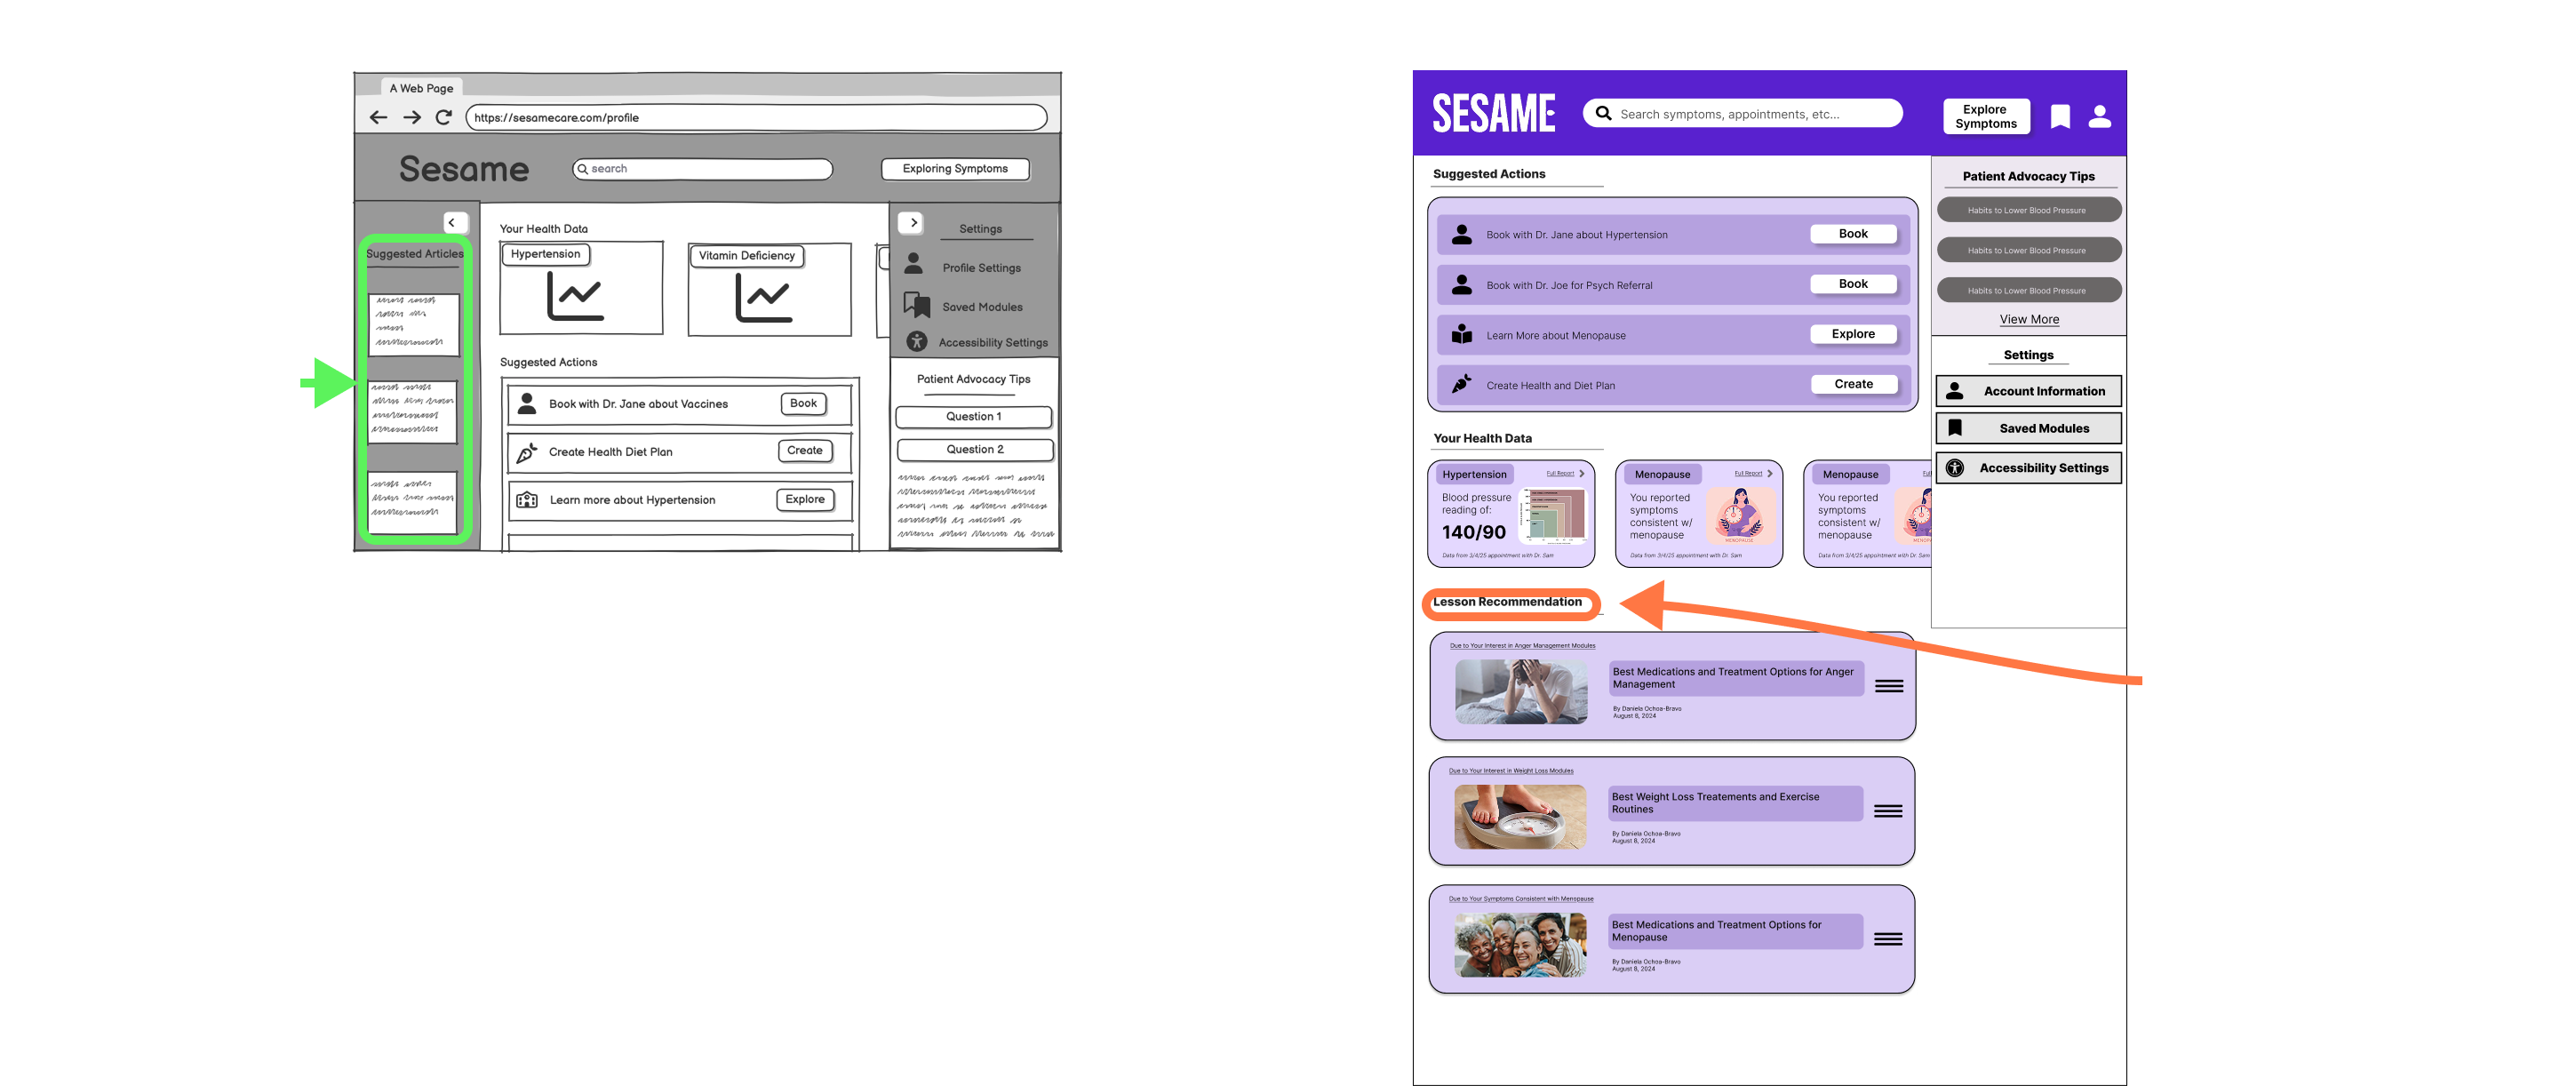 A Web Page
https://sesamecare.com/profile
Sesame
search
Exploring Symptoms
Suggested Articles
Your Health Data
Hypertension
Vitamin Deficiency
Suggested Actions
Book with Dr. Jane about Vaccines
Book
Create Health Diet Plan
Create
Learn more about Hypertension
Explore
Settings
Profile Settings
Saved Modules
Accessibility Settings
Patient Advocacy Tips
Question 1
Question 2
SESAME
Search symptoms, appointments, etc...
Explore
Symptoms
Suggested Actions
Book with Dr. Jane about Hypertension
Book
Book with Dr. Joe for Psych Referral
Book
Learn More about Menopause
Explore
Create Health and Diet Plan
Create
Patient Advocacy Tips
Habits to Lower Blood Pressure
Habits to Lower Blood Pressure
Habits to Lower Blood Pressure
View More
Settings
Account Information
Saved Modules
Accessibility Settings
Your Health Data
Hypertension
Full Report
Blood pressure
reading of:
140/90
Data from 3/4/25 appointment with Dr. Sam
Menopause
Full Report
You reported
symptoms
consistent w/
menopause
MENOPAUSE
Data from 3/4/25 appointment with Dr. Sam
Menopause
You reported
symptoms
consistent w/
menopause
Data from 3/4/25 appointment with Dr. Sam
Lesson Recommendation
Due to Your Interest in Anger Management Modules
Best Medications and Treatment Options for Anger
Management
By Daniela Ochoa-Bravo
August 8, 2024
Due to Your Interest in Weight Loss Modules
Best Weight Loss Treatements and Exercise
Routines
By Daniela Ochoa-Bravo
August 8, 2024
Due to Your Symptoms Consistent with Menopause
Best Medications and Treatment Options for
Menopause
By Daniela Ochoa-Bravo
August 8, 2024